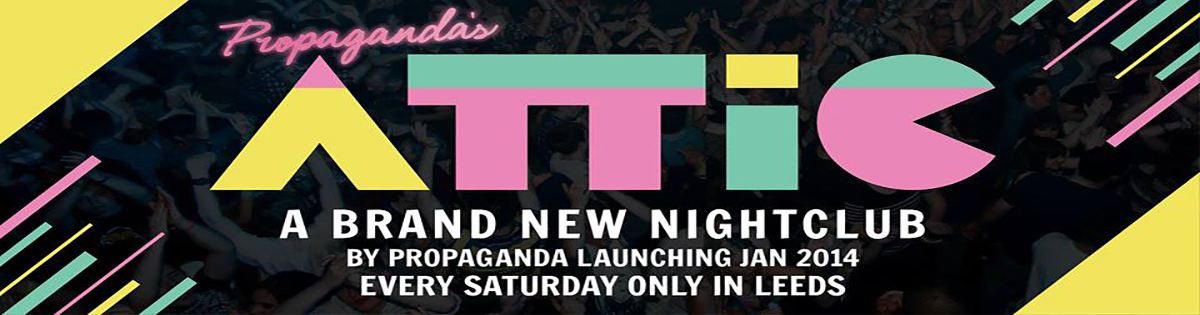 Propaganda's
ATTiC
A BRAND NEW NIGHTCLUB
BY PROPAGANDA LAUNCHING JAN 2014
EVERY SATURDAY ONLY IN LEEDS